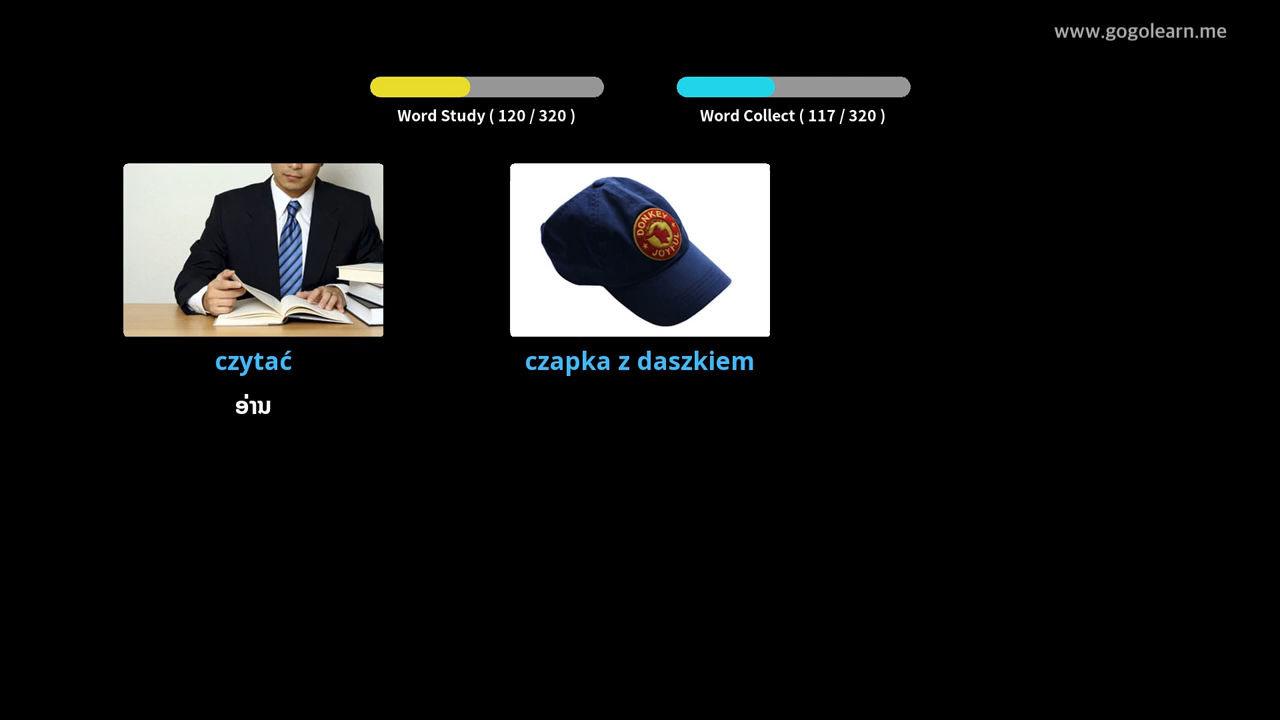 www.gogolearn.me
Word Study ( 120 / 320 )
Word Collect ( 117 / 320 )
DONKEY
JOYFUL
czytać
czapka z daszkiem
ອ່ານ